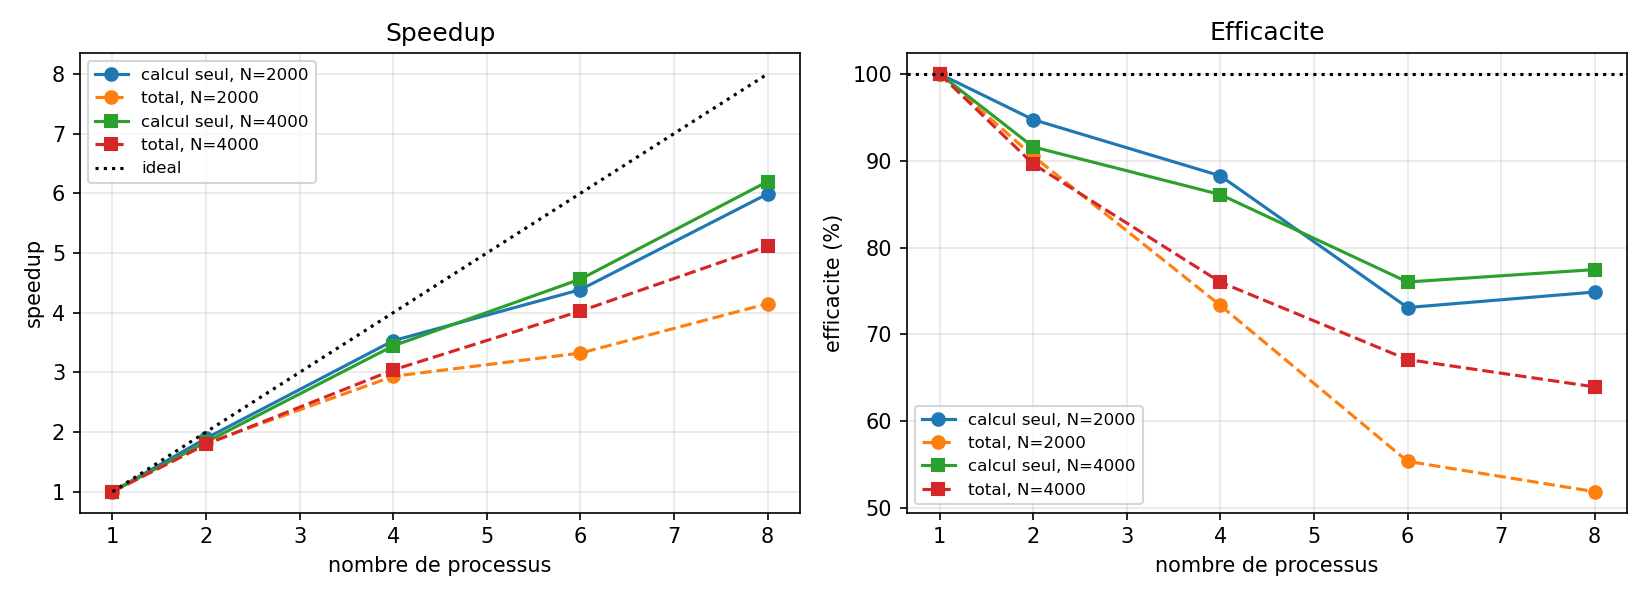 Speedup
speedup
8
7
6
5
4
3
2
1
calcul seul, N=2000
total, N=2000
calcul seul, N=4000
total, N=4000
ideal
1 2 3 4 5 6 7 8
nombre de processus
Efficacite
efficacite (%)
100
90
80
70
60
50
calcul seul, N=2000
total, N=2000
calcul seul, N=4000
total, N=4000
1 2 3 4 5 6 7 8
nombre de processus